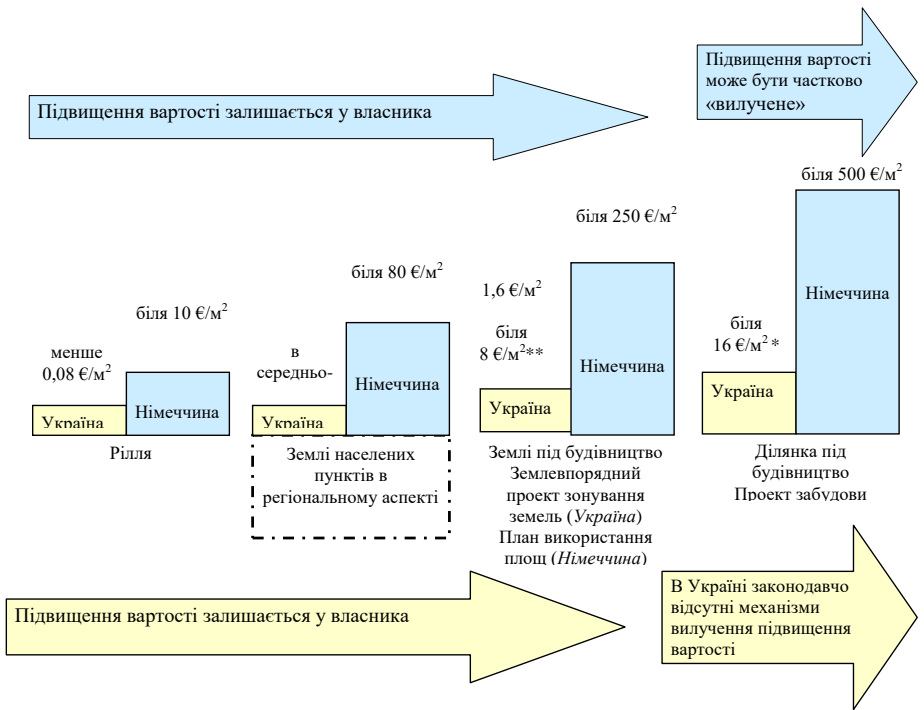 Підвищення вартості
може бути частково
«вилучене»
Підвищення вартості залишається у власника
біля 500 €/м²
біля 250 €/м²
біля 80 €/м²
1,6 €/м²
біля 10 €/м²
біля
8 €/м²**
біля
16 €/м² *
менше
0,08 €/м²
в
середньо-
Україна
Німеччина
Україна
Німеччина
Україна
Німеччина
Україна
Німеччина
Рілля
Землі населених
пунктів в
регіональному аспекті
Землі під будівництво
Землевпорядний
проект зонування
земель (Україна)
План використання
площ (Німеччина)
Ділянка під
будівництво
Проект забудови
Підвищення вартості залишається у власника
В Україні законодавчо
відсутні механізми
вилучення підвищення
вартості